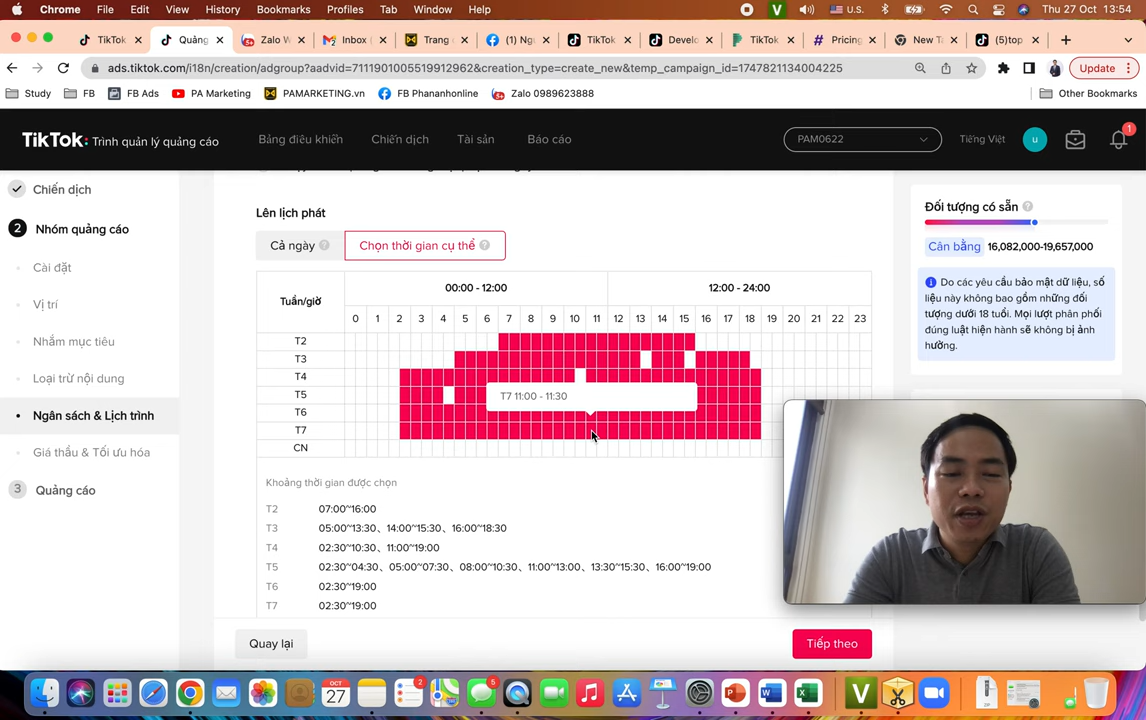 Chrome File Edit View History Bookmarks Profiles Tab Window Help V U.S. Thu 27 Oct 13:54
TikTok Quảng Zalo W Inbox ( Trang (1) Ng TikTok Develo TikTok Pricing New T (5)top
ads.tiktok.com/i18n/creation/adgroup?aadvid=7111901005519912962&creation_type=create_new&temp_campaign_id=1747821134004225 Update
Study FB FB Ads PA Marketing PAMARKETING.vn FB Phananhonline Zalo 0989623888 Other Bookmarks
TikTok: Trình quản lý quảng cáo Bảng điều khiển Chiến dịch Tài sản Báo cáo PAM0622 Tiếng Việt u 1
Chiến dịch
2 Nhóm quảng cáo
Cài đặt
Vị trí
Nhắm mục tiêu
Loại trừ nội dung
Ngân sách & Lịch trình
Giá thầu & Tối ưu hóa
3 Quảng cáo
Lên lịch phát
Cả ngày Chọn thời gian cụ thể
Tuần/giờ 00:00 - 12:00 12:00 - 24:00
0 1 2 3 4 5 6 7 8 9 10 11 12 13 14 15 16 17 18 19 20 21 22 23
T2
T3
T4
T5
T6
T7
CN
T7 11:00 - 11:30
Khoảng thời gian được chọn
T2 07:00~16:00
T3 05:00~13:30、14:00~15:30、16:00~18:30
T4 02:30~10:30、11:00~19:00
T5 02:30~04:30、05:00~07:30、08:00~10:30、11:00~13:00、13:30~15:30、16:00~19:00
T6 02:30~19:00
T7 02:30~19:00
Quay lại Tiếp theo
Đối tượng có sẵn
Cân bằng 16,082,000-19,657,000
Do các yêu cầu bảo mật dữ liệu, số
liệu này không bao gồm những đối
tượng dưới 18 tuổi. Mọi lượt phân phối
đúng luật hiện hành sẽ không bị ảnh
hưởng.
OCT
27 2 5